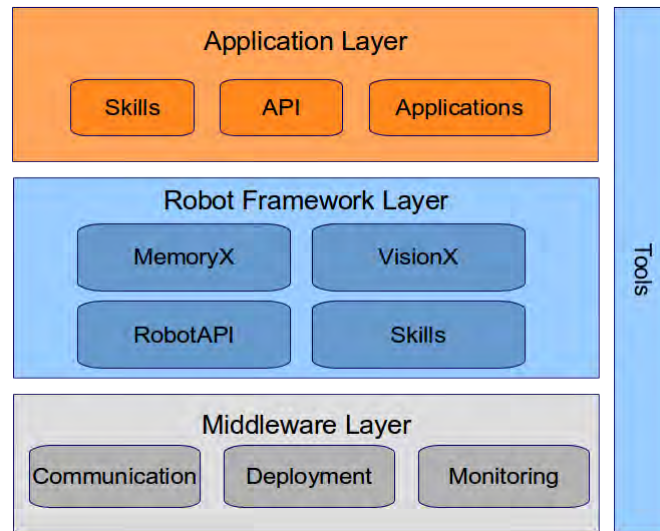 Application Layer
Skills
API
Applications
Robot Framework Layer
MemoryX
VisionX
RobotAPI
Skills
Middleware Layer
Communication
Deployment
Monitoring
Tools